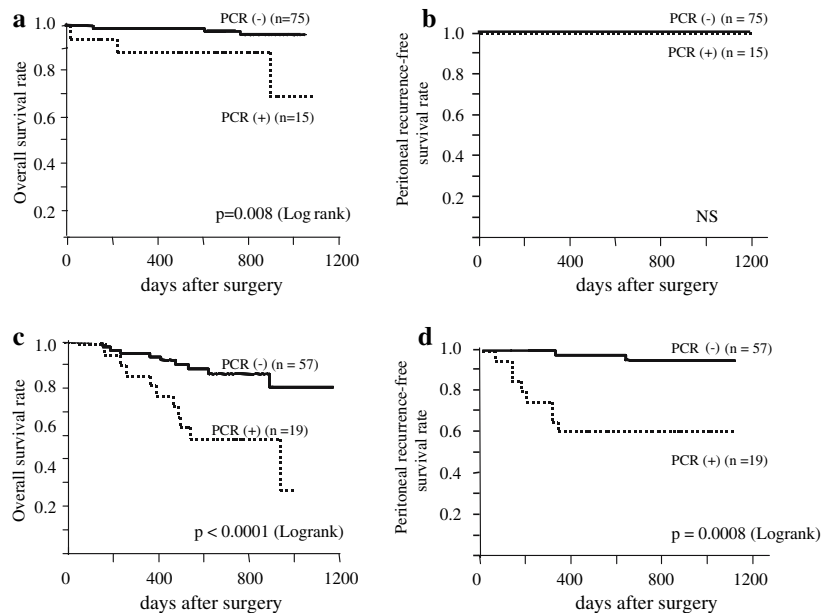 a
Overall survival rate
1.0
0.8
0.6
0.4
0.2
PCR (-) (n=75)
PCR (+) (n=15)
p=0.008 (Log rank)
0 400 800 1200
days after surgery
b
Peritoneal recurrence-free
survival rate
1.0
0.8
0.6
0.4
0.2
PCR (-) (n = 75)
PCR (+) (n = 15)
NS
0 400 800 1200
days after surgery
c
Overall survival rate
1.0
0.8
0.6
0.4
0.2
PCR (-) (n = 57)
PCR (+) (n =19)
p < 0.0001 (Logrank)
0 400 800 1200
days after surgery
d
Peritoneal recurrence-free
survival rate
1.0
0.8
0.6
0.4
0.2
PCR (-) (n = 57)
PCR (+) (n =19)
p = 0.0008 (Logrank)
0 400 800 1200
days after surgery